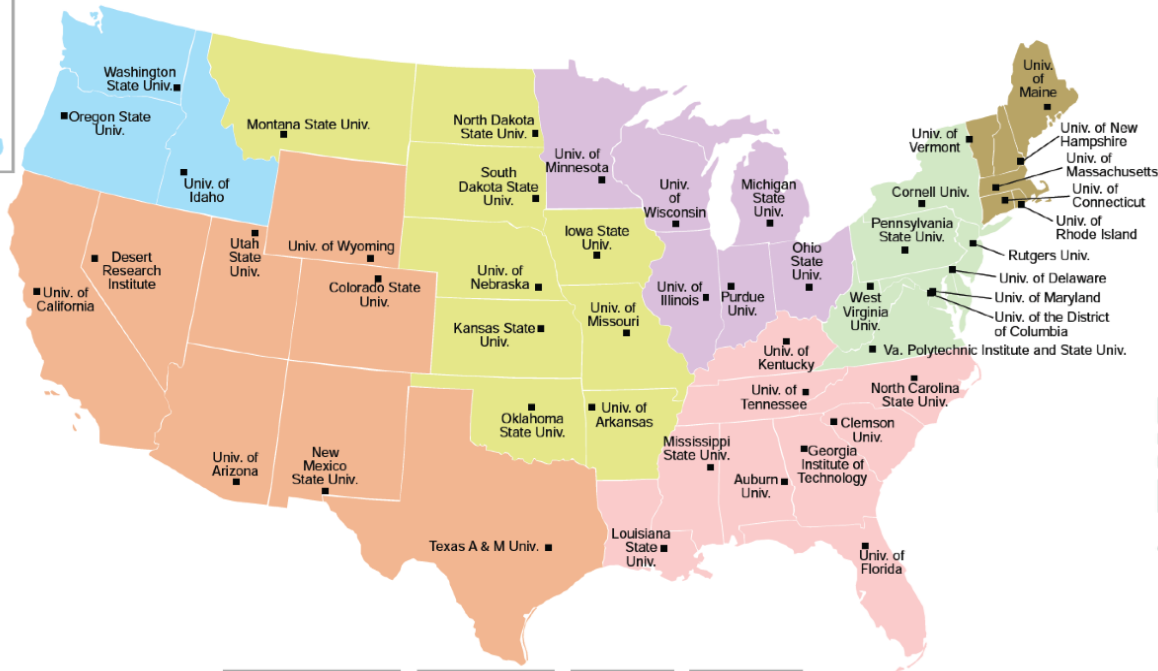 Washington
State Univ.
Oregon State
Univ.
Univ. of
Idaho
Montana State Univ.
North Dakota
State Univ.
South
Dakota State
Univ.
Univ. of
Minnesota
Univ.
of
Wisconsin
Michigan
State
Univ.
Univ.
of
Maine
Univ. of
Vermont
Univ. of New
Hampshire
Univ. of
Massachusetts
Univ. of
Connecticut
Univ. of
Rhode Island
Cornell Univ.
Pennsylvania
State Univ.
Rutgers Univ.
Univ. of Delaware
Univ. of Maryland
Univ. of the District
of Columbia
Va. Polytechnic Institute and State Univ.
West
Virginia
Univ.
Ohio
State
Univ.
Purdue
Univ.
Univ. of
Illinois
Iowa State
Univ.
Univ. of
Nebraska
Univ. of Wyoming
Utah
State
Univ.
Desert
Research
Institute
Univ. of
California
Colorado State
Univ.
Kansas State
Univ.
Univ. of
Missouri
Univ. of
Kentucky
Univ. of
Tennessee
North Carolina
State Univ.
Clemson
Univ.
Georgia
Institute of
Technology
Auburn
Univ.
Mississippi
State Univ.
Univ. of
Arkansas
Oklahoma
State Univ.
New
Mexico
State Univ.
Univ. of
Arizona
Texas A & M Univ.
Louisiana
State
Univ.
Univ. of
Florida